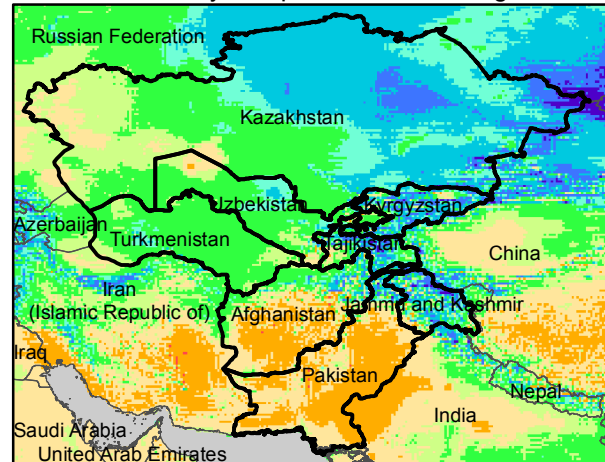 Russian Federation
Kazakhstan
Izbekistan
Kyrgyzstan
Azerbaijan
Turkmenistan
Tajikistan
China
Iran
(Islamic Republic of)
Afghanistan
Jammu and Kashmir
Iraq
Pakistan
Nepal
Saudi Arabia
India
United Arab Emirates